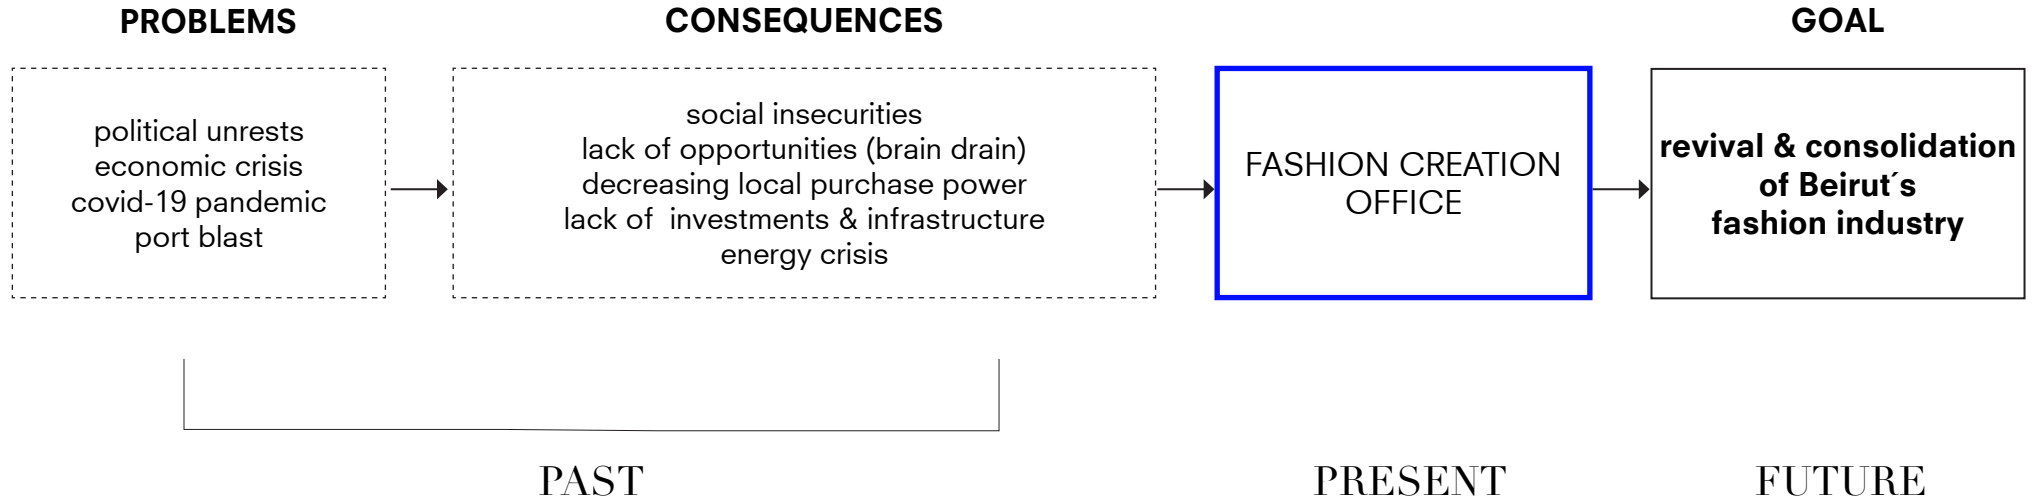 PROBLEMS
political unrests
economic crisis
covid-19 pandemic
port blast
CONSEQUENCES
social insecurities
lack of opportunities (brain drain)
decreasing local purchase power
lack of  investments & infrastructure
energy crisis
FASHION CREATION
OFFICE
GOAL
revival & consolidation
of Beirut´s
fashion industry
PAST
PRESENT
FUTURE